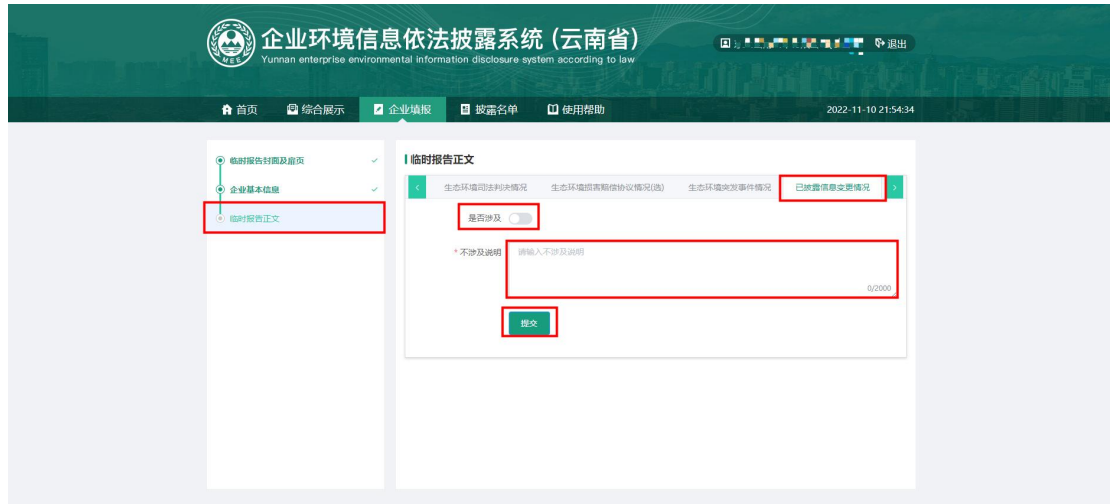 企业环境信息依法披露系统 (云南省)
Yunnan enterprise environmental information disclosure system according to law
MEE
退出
首页 综合展示 企业填报 披露名单 使用帮助 2022-11-10 21:54:34
临时报告封面及扉页
企业基本信息
临时报告正文
临时报告正文
生态环境司法判决情况 生态环境损害赔偿协议情况(选) 生态环境突发事件情况 已披露信息变更情况
是否涉及
* 不涉及说明 请输入不涉及说明
0/2000
提交